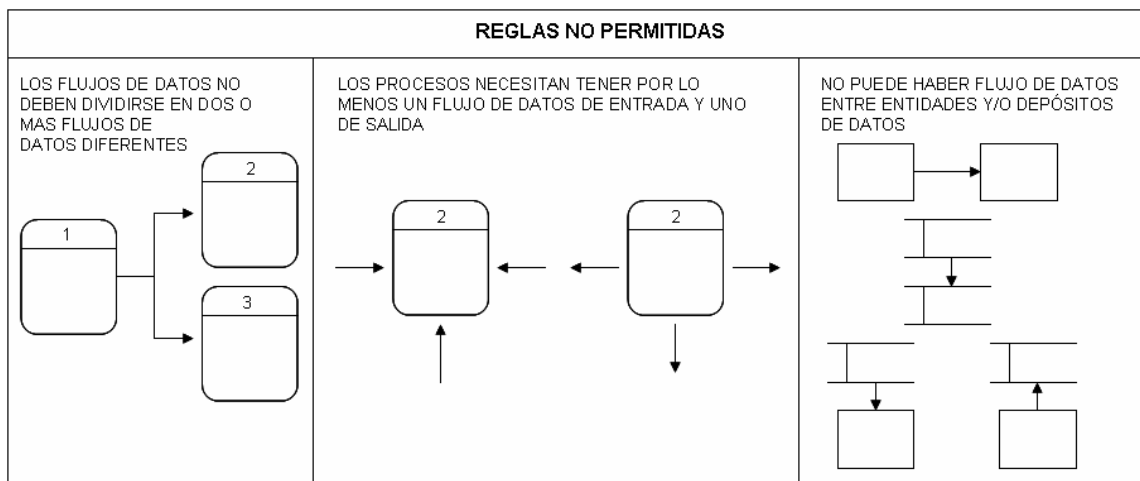 REGLAS NO PERMITIDAS
LOS FLUJOS DE DATOS NO
DEBEN DIVIDIRSE EN DOS O
MAS FLUJOS DE
DATOS DIFERENTES
1
2
3
LOS PROCESOS NECESITAN TENER POR LO
MENOS UN FLUJO DE DATOS DE ENTRADA Y UNO
DE SALIDA
2
2
NO PUEDE HABER FLUJO DE DATOS
ENTRE ENTIDADES Y/O DEPÓSITOS
DE DATOS